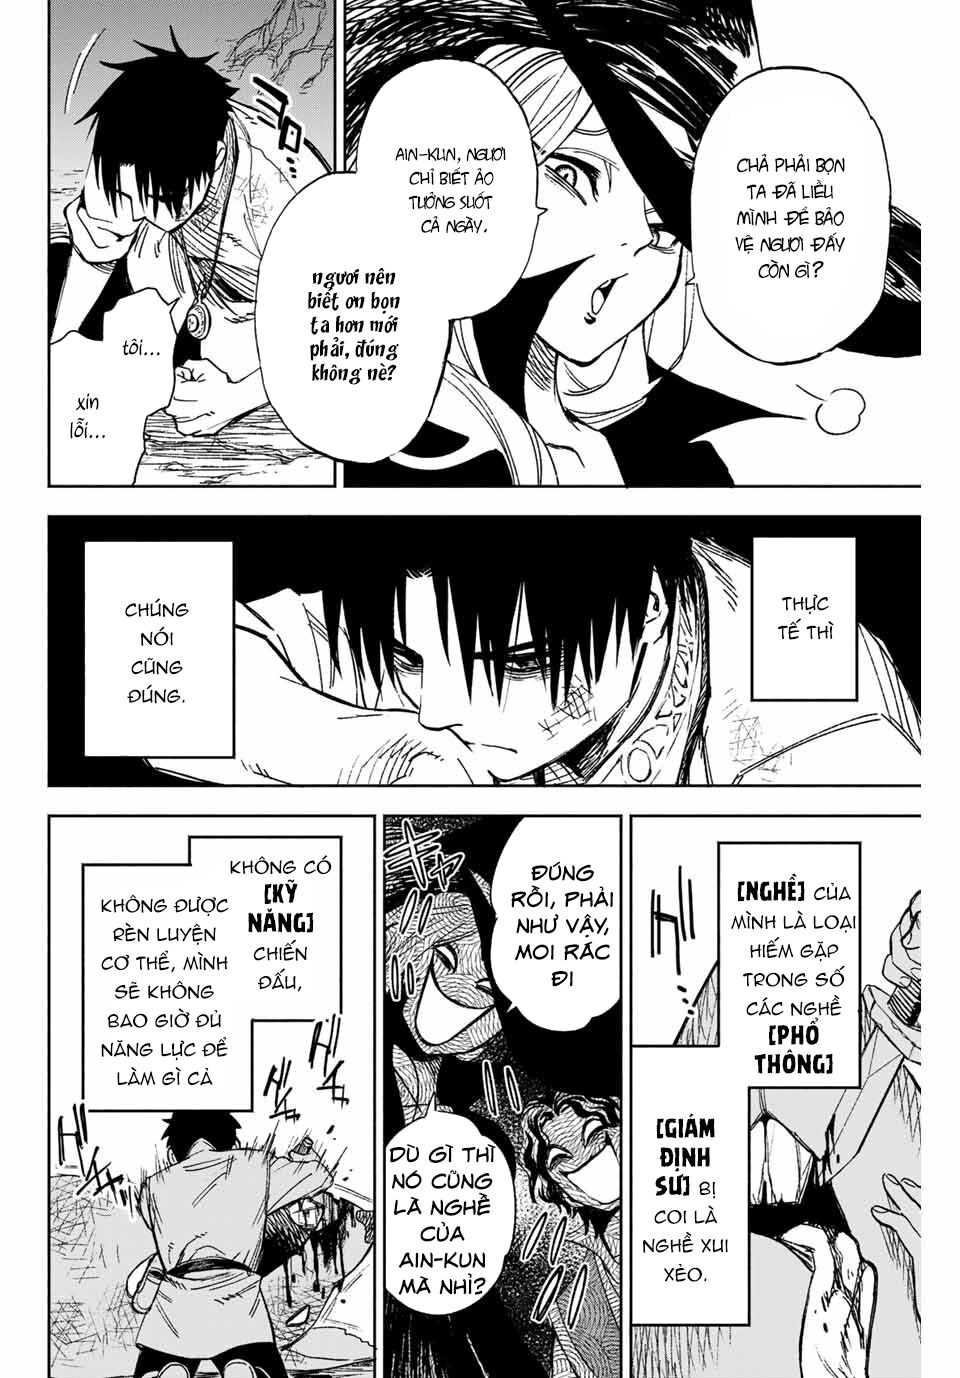 CHẢ PHẢI BỌN
TA ĐÃ LIỀU
MÌNH ĐỂ BẢO
VỆ NGƯƠI ĐẤY
CÒN GÌ?
AIN-KUN, NGƯƠI
CHỈ BIẾT ẢO
TƯỞNG SUỐT
CẢ NGÀY.
ngươi nên
biết ơn bọn
ta hơn mới
phải, đúng
không nè?
tôi...
xin
lỗi...
THỰC
TẾ THÌ
CHÚNG
NÓI
CŨNG
ĐÚNG.
[NGHỀ] CỦA
MÌNH LÀ LOẠI
HIẾM GẶP
TRONG SỐ
CÁC NGHỀ
[PHỔ
THÔNG]
[GIÁM
ĐỊNH
SƯ] BỊ
COI LÀ
NGHỀ XUI
XẺO.
ĐÚNG
RỒI, PHẢI
NHƯ VẬY,
MOI RÁC
ĐI
DÙ GÌ THÌ
NÓ CŨNG
LÀ NGHỀ
CỦA
AIN-KUN
MÀ NHỈ?
KHÔNG CÓ
[KỸ
NĂNG]
CHIẾN
ĐẤU,
KHÔNG ĐƯỢC
RÈN LUYỆN
CƠ THỂ, MÌNH
SẼ KHÔNG
BAO GIỜ ĐỦ
NĂNG LỰC ĐỂ
LÀM GÌ CẢ